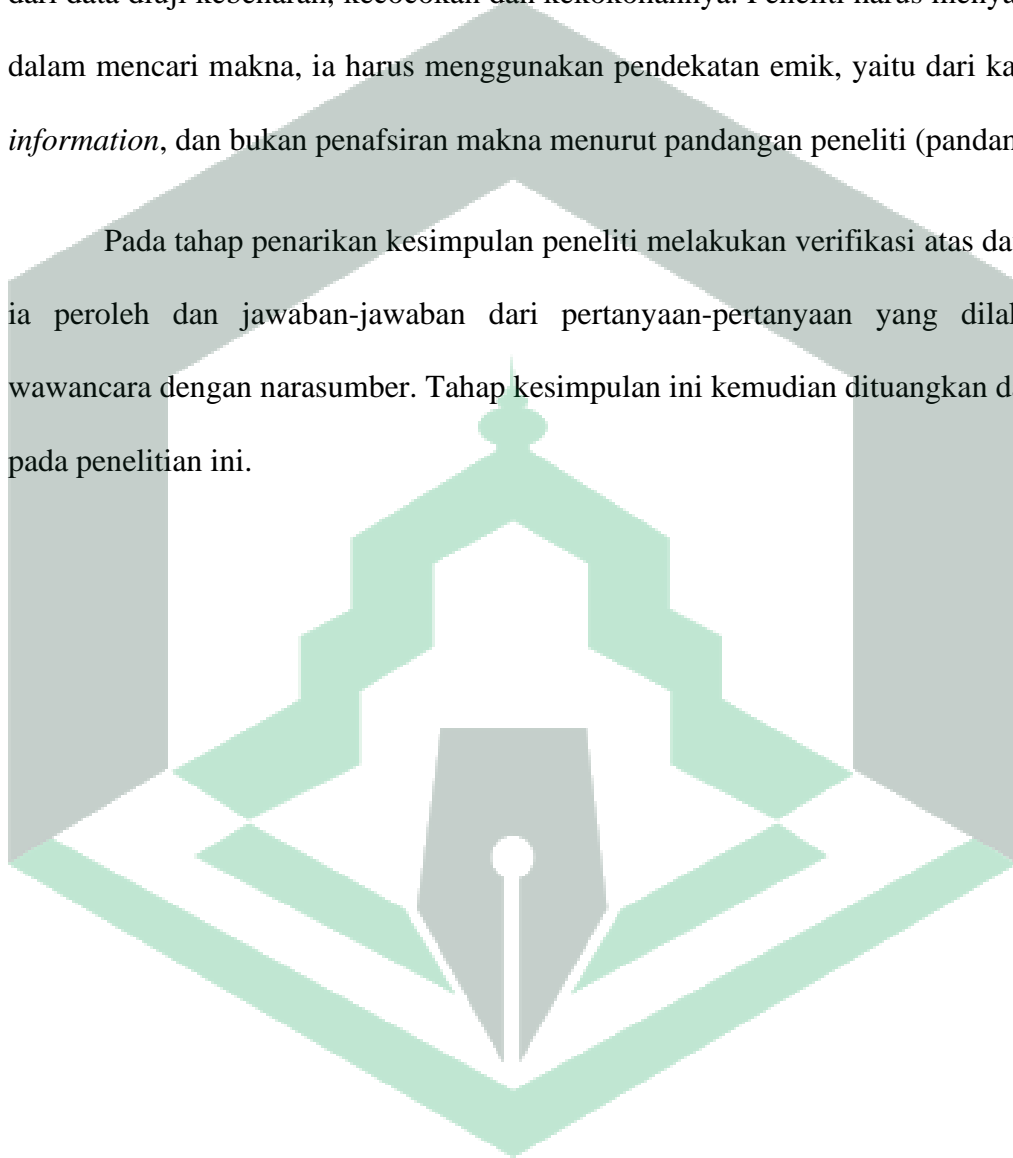 dari data diuji kebenaran, kecocokan dan kekokohannya. Peneliti harus
dalam mencari makna, ia harus menggunakan pendekatan emik, yaitu dari
information, dan bukan penafsiran makna menurut pandangan peneliti
Pada tahap penarikan kesimpulan peneliti melakukan verifikasi atas
ia peroleh dan jawaban-jawaban dari pertanyaan-pertanyaan yang
wawancara dengan narasumber. Tahap kesimpulan ini kemudian dituangkan
pada penelitian ini.